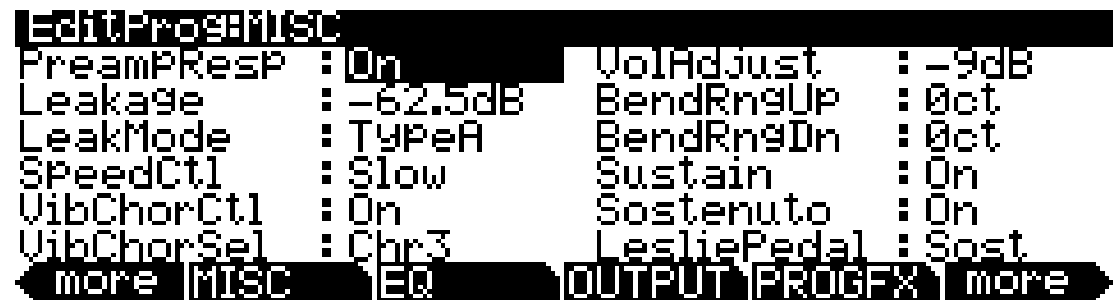 EditProg:MISC
PreampResp :On VolAdjust :-9dB
Leakage :-62.5dB BendRngUp :0ct
LeakMode :TypeA BendRngDn :0ct
SpeedCtl :Slow Sustain :On
VibChorCtl :On Sostenuto :On
VibChorSel :Chr3 LesliePedal :Sost
more MISC EQ OUTPUT PROGFX more